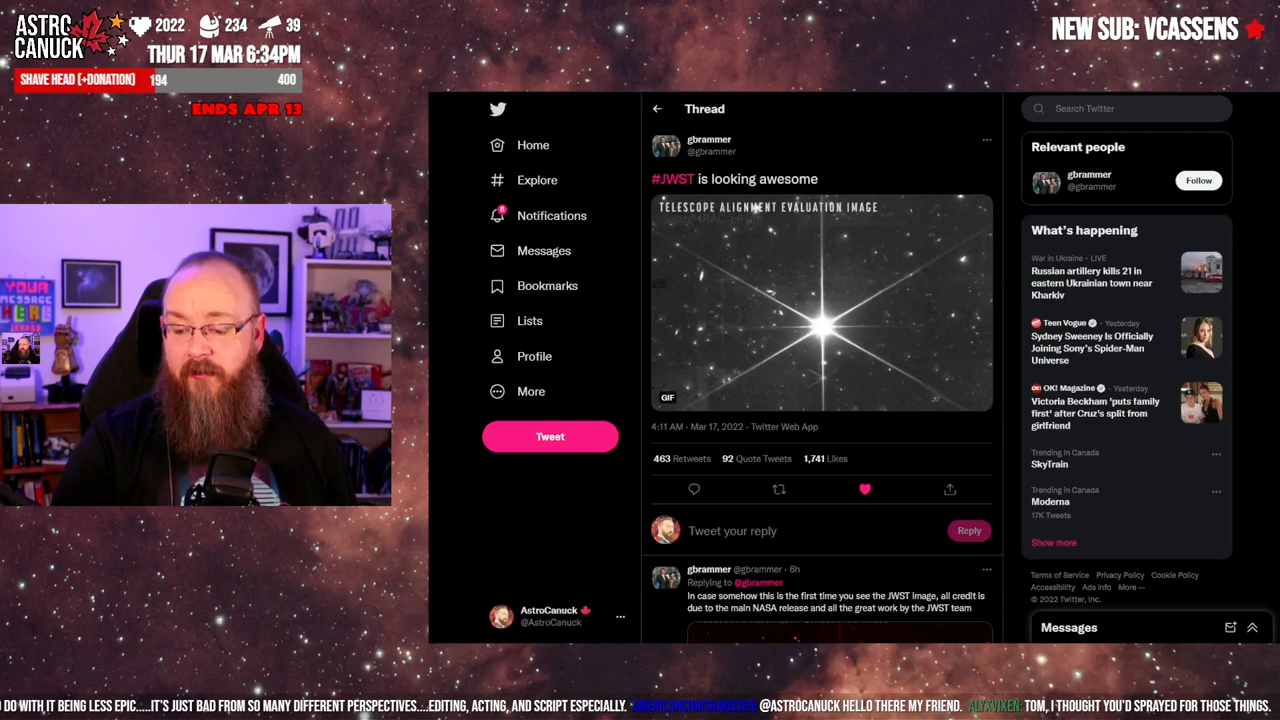 ASTRO
CANUCK
2022
234
39
THUR 17 MAR 6:34PM
SHAVE HEAD (+DONATION)
194
400
ENDS APR 13
NEW SUB: VCASSENS
YOUR
MESSAGE
HERE
Home
Explore
8
Notifications
Messages
Bookmarks
Lists
Profile
More
Tweet
AstroCanuck
@AstroCanuck
Thread
gbrammer
@gbrammer
#JWST is looking awesome
TELESCOPE ALIGNMENT EVALUATION IMAGE
GIF
4:11 AM · Mar 17, 2022 · Twitter Web App
463 Retweets 92 Quote Tweets 1,741 Likes
Tweet your reply
Reply
gbrammer @gbrammer · 6h
Replying to @gbrammer
In case somehow this is the first time you see the JWST image, all credit is
due to the main NASA release and all the great work by the JWST team
Search Twitter
Relevant people
gbrammer
@gbrammer
Follow
What's happening
War in Ukraine · LIVE
Russian artillery kills 21 in
eastern Ukrainian town near
Kharkiv
Teen Vogue · Yesterday
Sydney Sweeney Is Officially
Joining Sony's Spider-Man
Universe
OK! Magazine · Yesterday
Victoria Beckham 'puts family
first' after Cruz's split from
girlfriend
Trending in Canada
SkyTrain
Trending in Canada
Moderna
17K Tweets
Show more
Terms of Service Privacy Policy Cookie Policy
Accessibility Ads info More ···
© 2022 Twitter, Inc.
Messages
DO WITH IT BEING LESS EPIC.....IT'S JUST BAD FROM SO MANY DIFFERENT PERSPECTIVES...EDITING, ACTING, AND SCRIPT ESPECIALLY. @ASTROCANUCK HELLO THERE MY FRIEND. ALYXVIXEN: TOM, I THOUGHT YOU'D SPRAYED FOR THOSE THINGS.